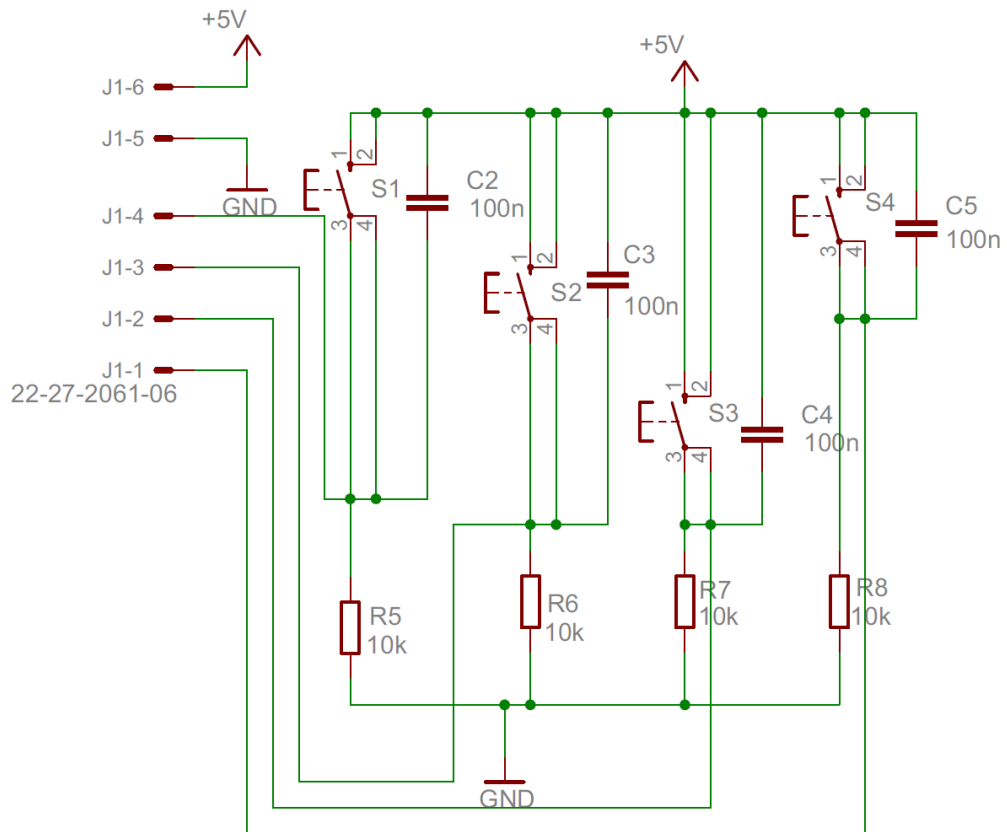 +5V
J1-6
J1-5
GND
J1-4
J1-3
J1-2
J1-1
22-27-2061-06
+5V
1
2
S1
3
4
C2
100n
1
2
S2
3
4
C3
100n
1
2
S3
3
4
C4
100n
1
2
S4
3
4
C5
100n
R5
10k
R6
10k
R7
10k
R8
10k
GND